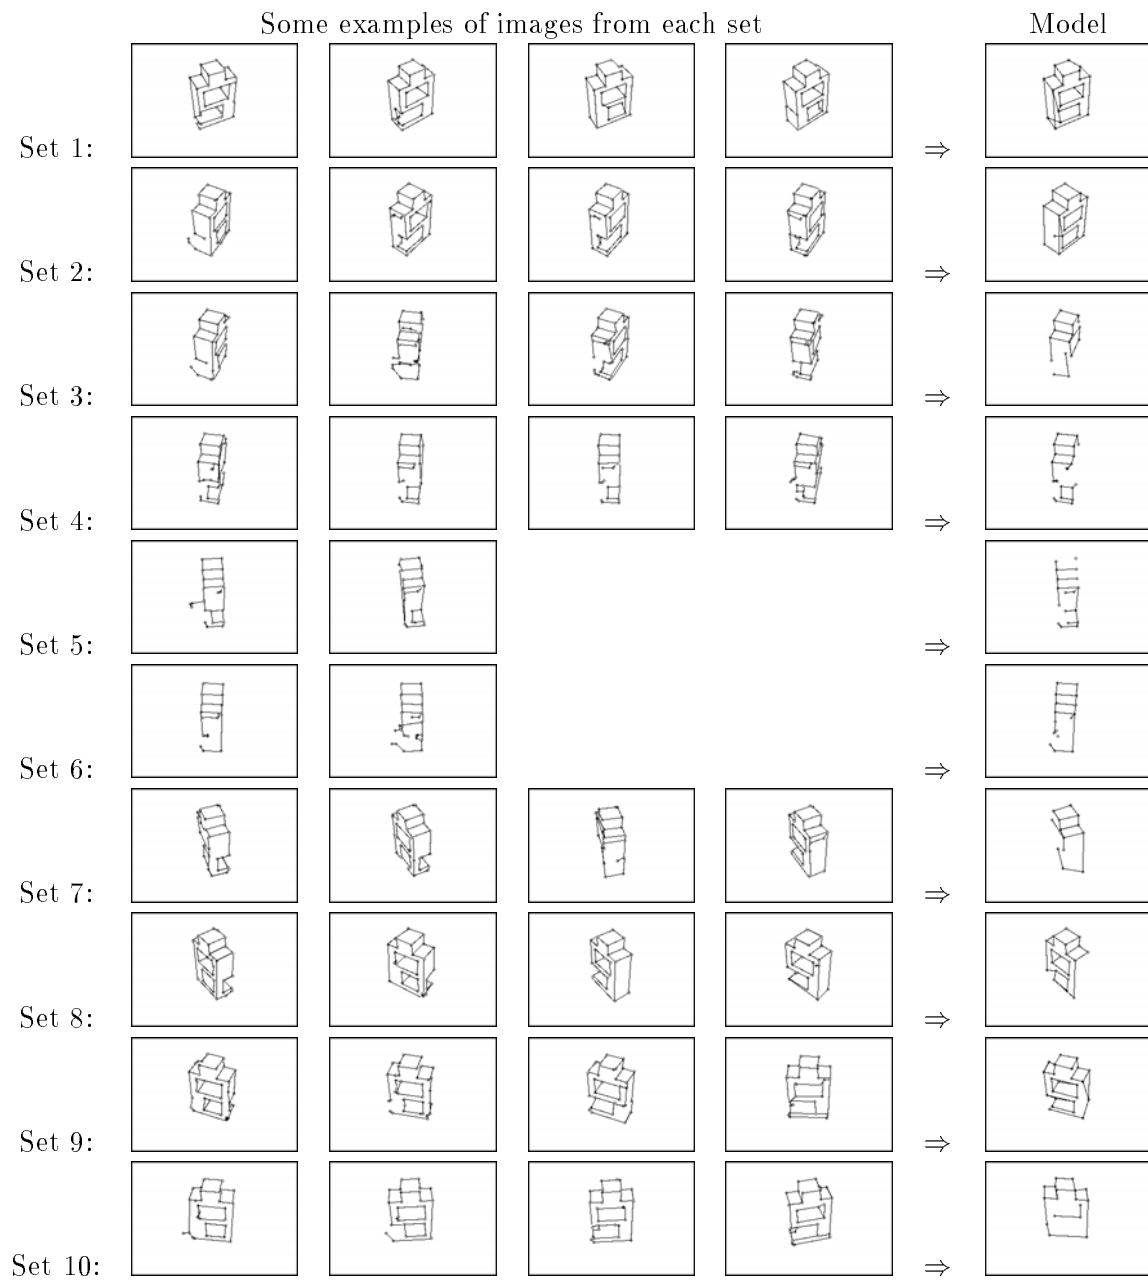 Some examples of images from each set Model
Set 1: ⇒
Set 2: ⇒
Set 3: ⇒
Set 4: ⇒
Set 5: ⇒
Set 6: ⇒
Set 7: ⇒
Set 8: ⇒
Set 9: ⇒
Set 10: ⇒